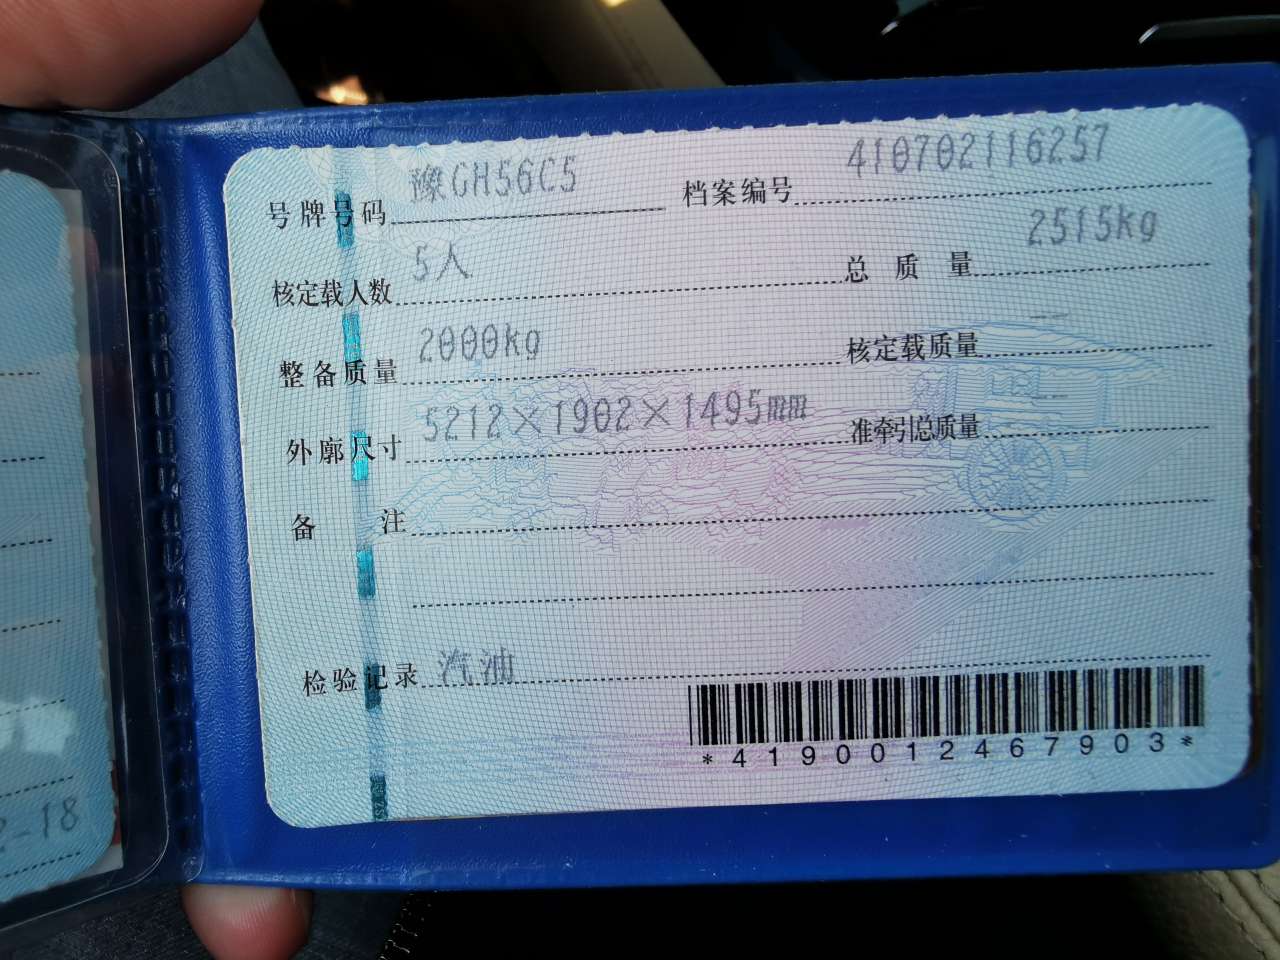 号牌号码 豫GH56C5 档案编号 410702116257
核定载人数 5人 总质量 2515kg
整备质量 2000kg 核定载质量 --
外廓尺寸 5212×1902×1495mm 准牵引总质量 --
备注
检验记录 汽油
*4190012467903*
-18